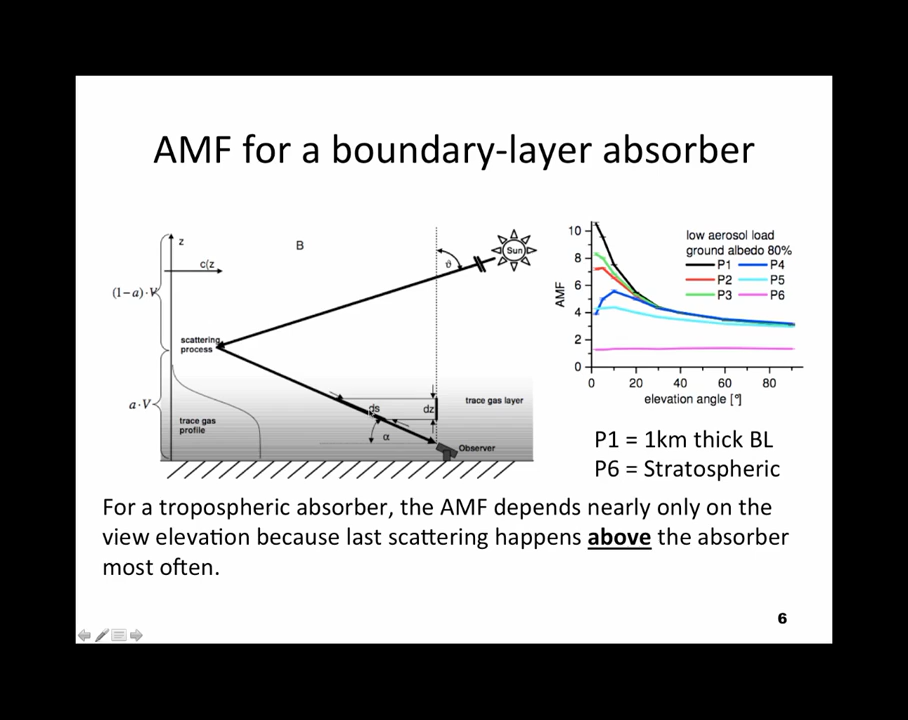 AMF for a boundary-layer absorber
z
B
c(z
ϑ
Sun
(1−a)·V
scattering
process
a·V
trace gas
profile
ds
dz
trace gas layer
α
Observer
low aerosol load
ground albedo 80%
P1 P4
P2 P5
P3 P6
AMF
10
8
6
4
2
0
0 20 40 60 80
elevation angle [°]
P1 = 1km thick BL
P6 = Stratospheric
For a tropospheric absorber, the AMF depends nearly only on the
view elevation because last scattering happens above the absorber
most often.
6